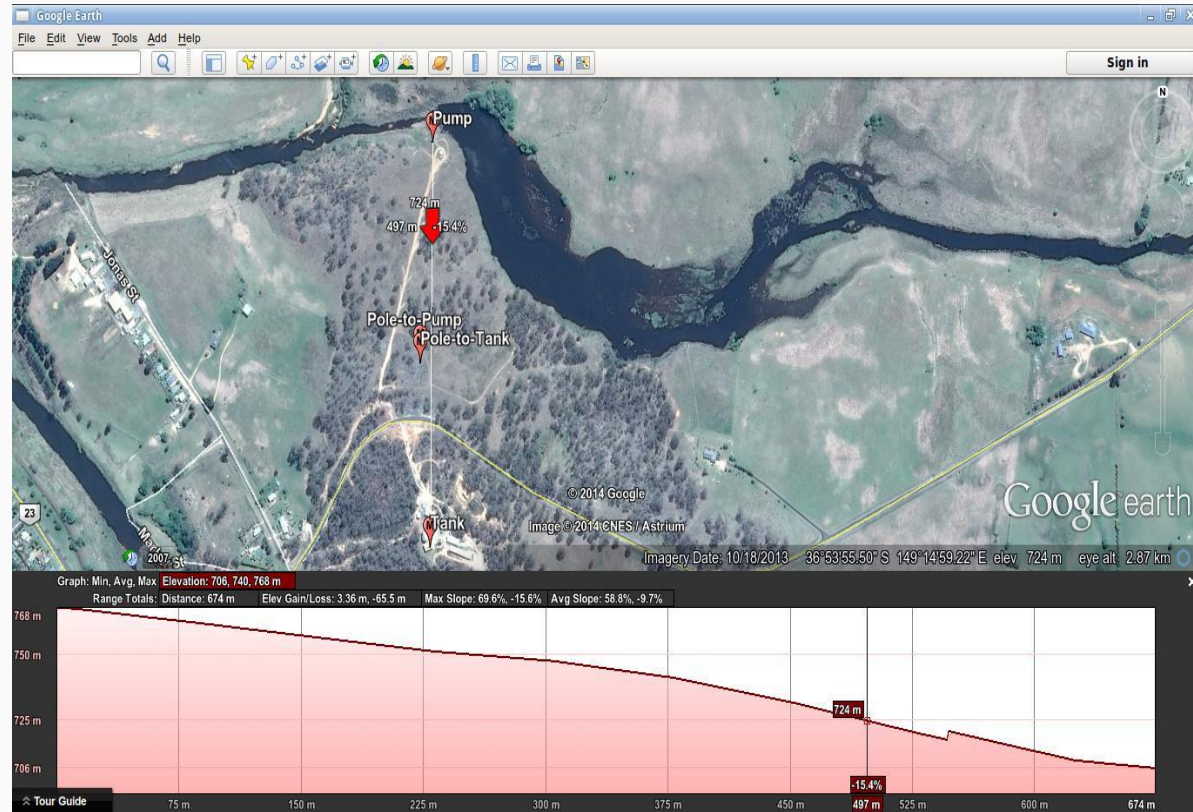 Google Earth
File Edit View Tools Add Help
Sign in
N
Pump
724 m
497 m -15.4%
Jonas St
Pole-to-Pump
Pole-to-Tank
© 2014 Google
Google earth
23
Tank
Image © 2014 CNES / Astrium
2007
Imagery Date: 10/18/2013 36°53'55.50" S 149°14'59.22" E elev 724 m eye alt 2.87 km
Graph: Min, Avg, Max Elevation: 706, 740, 768 m
Range Totals: Distance: 674 m Elev Gain/Loss: 3.36 m, -65.5 m Max Slope: 69.6%, -15.6% Avg Slope: 58.8%, -9.7%
768 m
750 m
725 m
724 m
706 m
-15.4%
Tour Guide 75 m 150 m 225 m 300 m 375 m 450 m 497 m 525 m 600 m 674 m